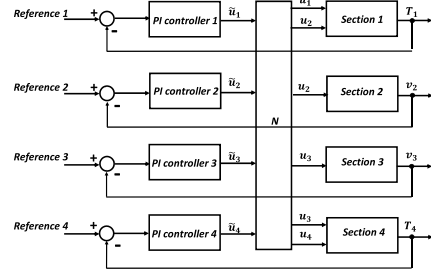 Reference 1 + - PI controller 1 ũ₁ u₁ u₂ Section 1 T₁
Reference 2 + - PI controller 2 ũ₂ u₂ Section 2 v₂
N
Reference 3 + - PI controller 3 ũ₃ u₃ Section 3 v₃
Reference 4 + - PI controller 4 ũ₄ u₃ u₄ Section 4 T₄